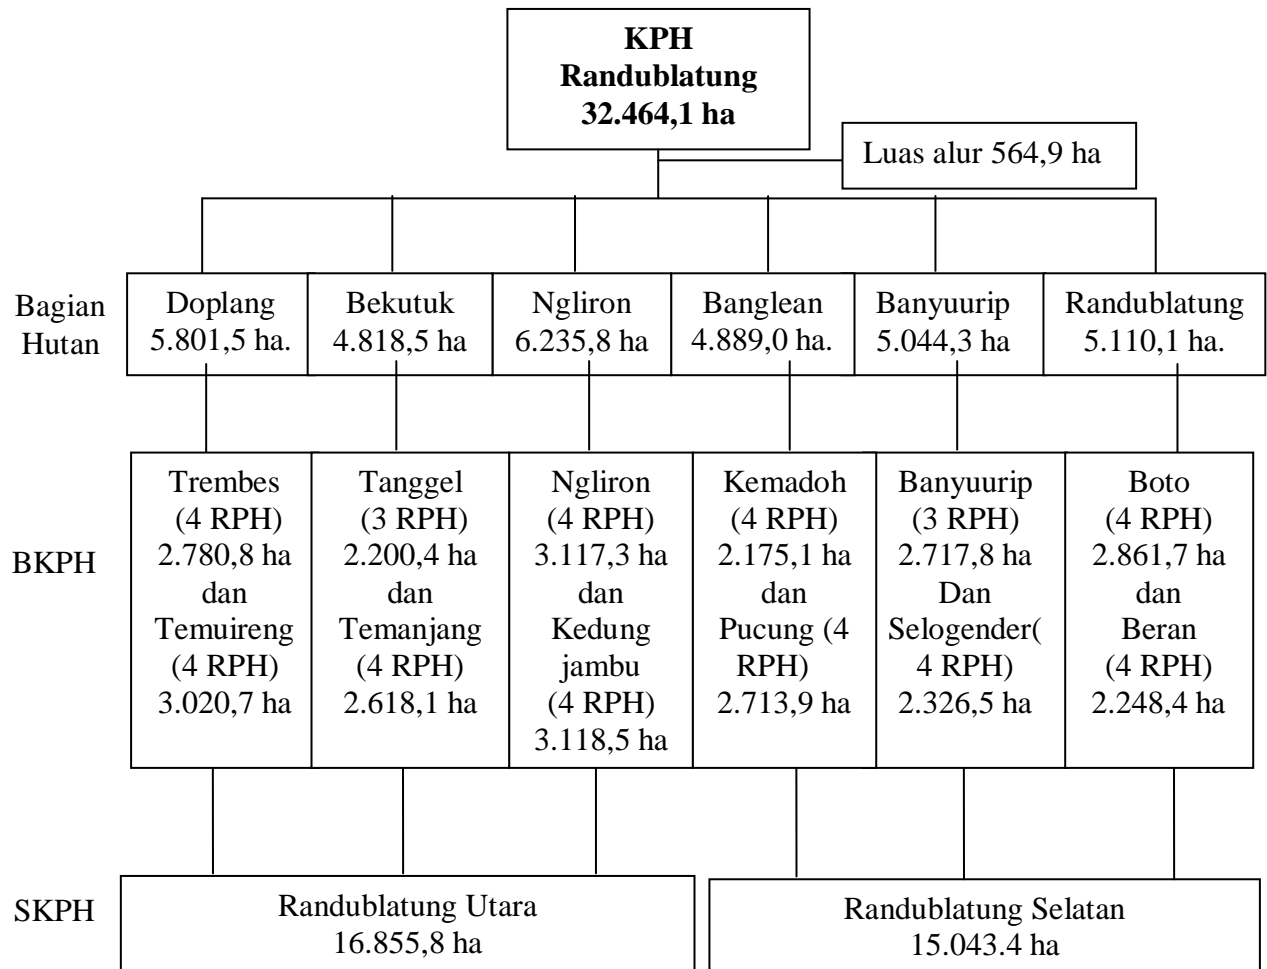 KPH
Randublatung
32.464,1 ha
Luas alur 564,9 ha
Bagian
Hutan
Doplang
5.801,5 ha.
Bekutuk
4.818,5 ha
Ngliron
6.235,8 ha
Banglean
4.889,0 ha.
Banyuurip
5.044,3 ha
Randublatung
5.110,1 ha.
BKPH
Trembes
(4 RPH)
2.780,8 ha
dan
Temuireng
(4 RPH)
3.020,7 ha
Tanggel
(3 RPH)
2.200,4 ha
dan
Temanjang
(4 RPH)
2.618,1 ha
Ngliron
(4 RPH)
3.117,3 ha
dan
Kedung
jambu
(4 RPH)
3.118,5 ha
Kemadoh
(4 RPH)
2.175,1 ha
dan
Pucung (4
RPH)
2.713,9 ha
Banyuurip
(3 RPH)
2.717,8 ha
Dan
Selogender(
4 RPH)
2.326,5 ha
Boto
(4 RPH)
2.861,7 ha
dan
Beran
(4 RPH)
2.248,4 ha
SKPH
Randublatung Utara
16.855,8 ha
Randublatung Selatan
15.043.4 ha